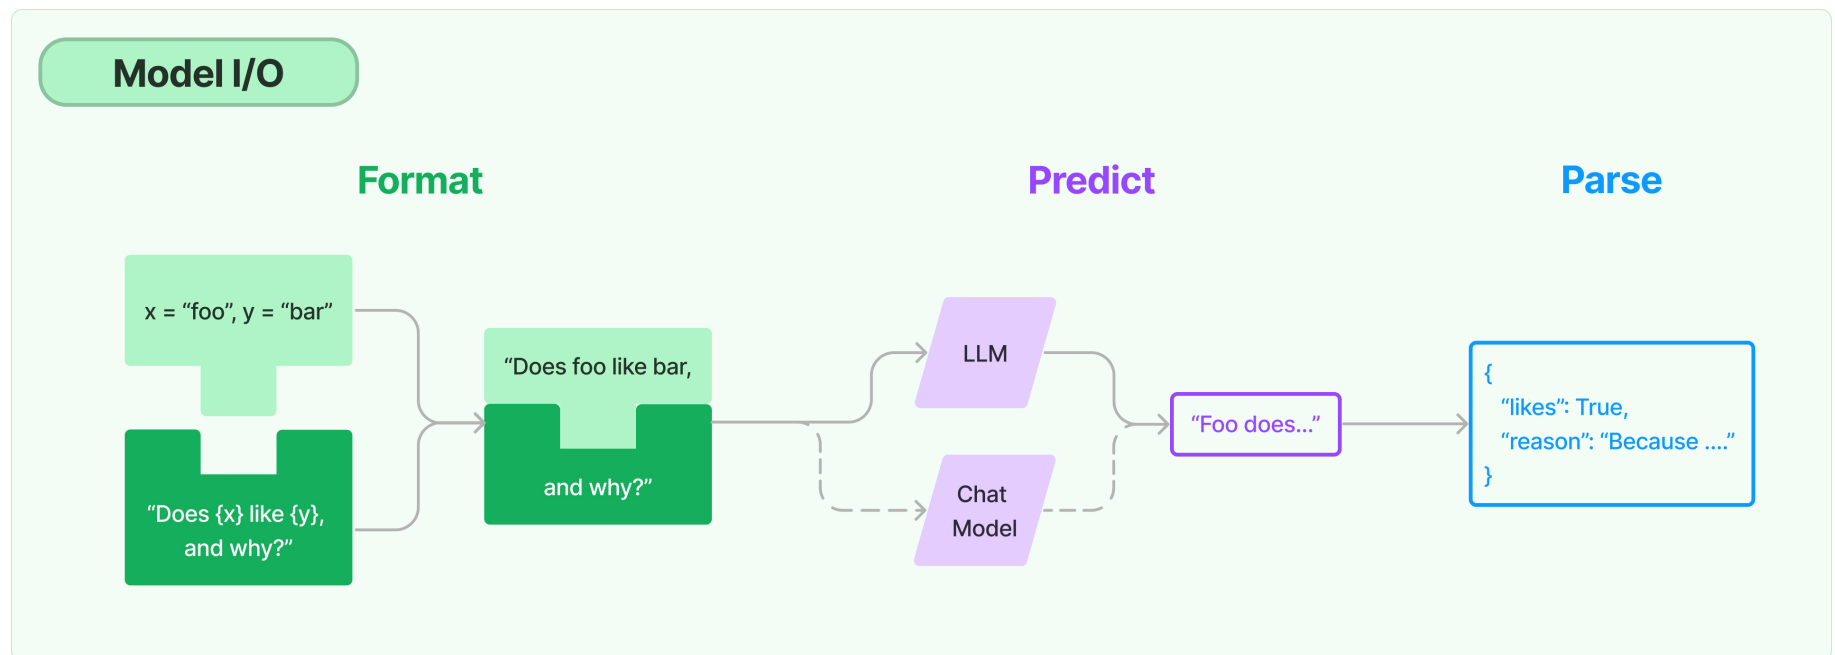 Model I/O
Format
Predict
Parse
x = “foo”, y = “bar”
“Does {x} like {y},
and why?”
“Does foo like bar,
and why?”
LLM
Chat
Model
“Foo does...”
{
“likes”: True,
“reason”: “Because ....”
}